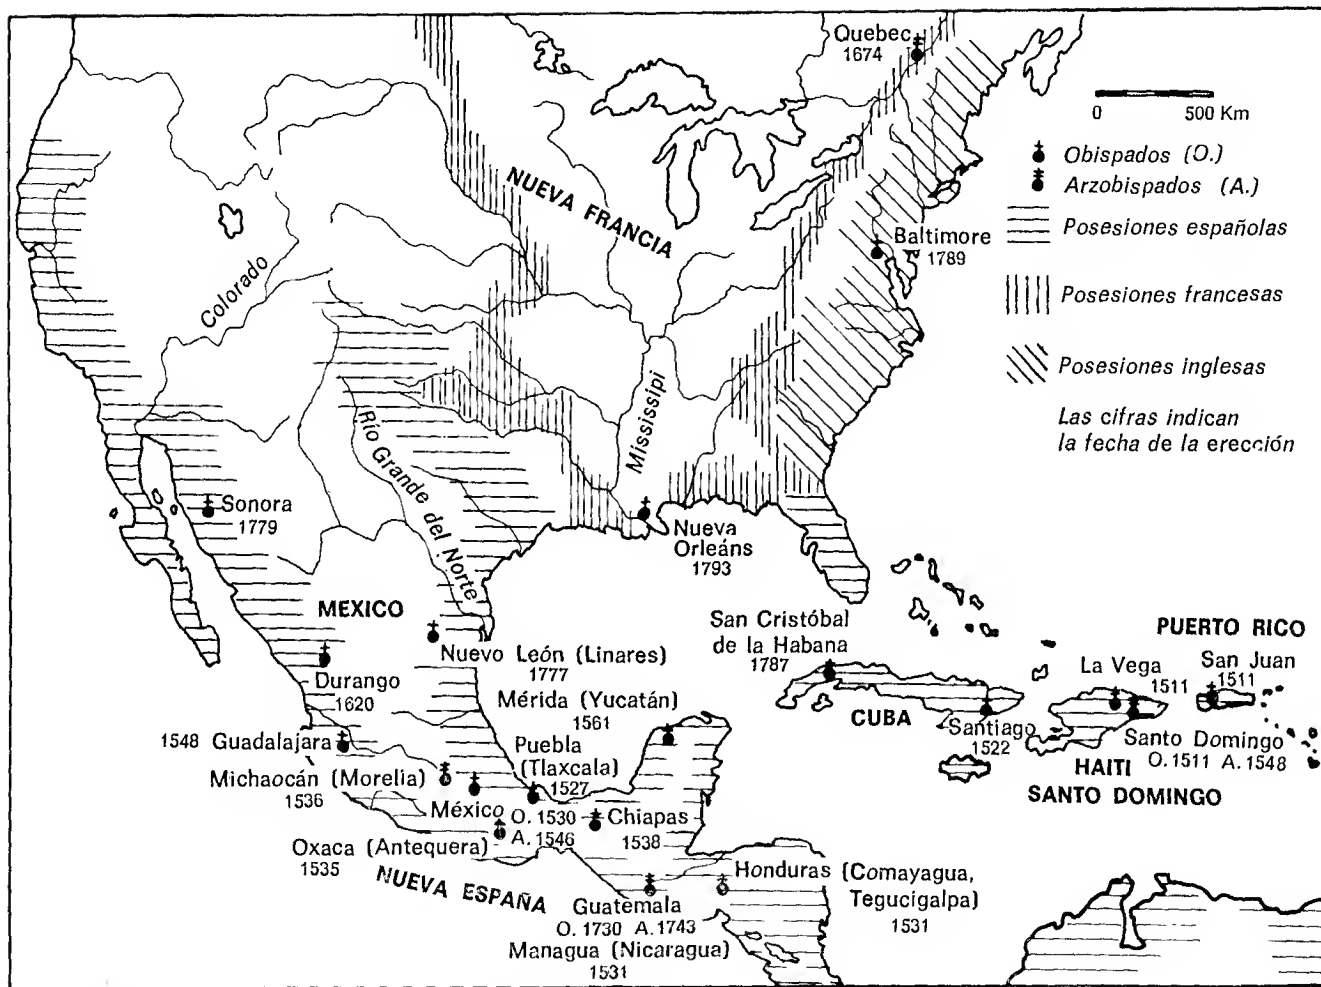 Quebec
1674
0 500 Km
Obispados (O.)
Arzobispados (A.)
Posesiones españolas
Posesiones francesas
Posesiones inglesas
Las cifras indican
la fecha de la erección
NUEVA FRANCIA
Baltimore
1789
Colorado
Mississipi
Río Grande del Norte
Sonora
1779
Nueva
Orleáns
1793
MEXICO
Nuevo León (Linares)
1777
Durango
1620
Mérida (Yucatán)
1561
San Cristóbal
de la Habana
1787
CUBA
Santiago
1522
PUERTO RICO
La Vega
1511
San Juan
1511
Santo Domingo
O. 1511 A. 1548
HAITI
SANTO DOMINGO
1548 Guadalajara
Michaocán (Morelia)
1536
Puebla
(Tlaxcala)
1527
México O. 1530
A. 1546
Chiapas
1538
Oxaca (Antequera)
1535
NUEVA ESPAÑA
Guatemala
O. 1730 A. 1743
Honduras (Comayagua,
Tegucigalpa)
1531
Managua (Nicaragua)
1531